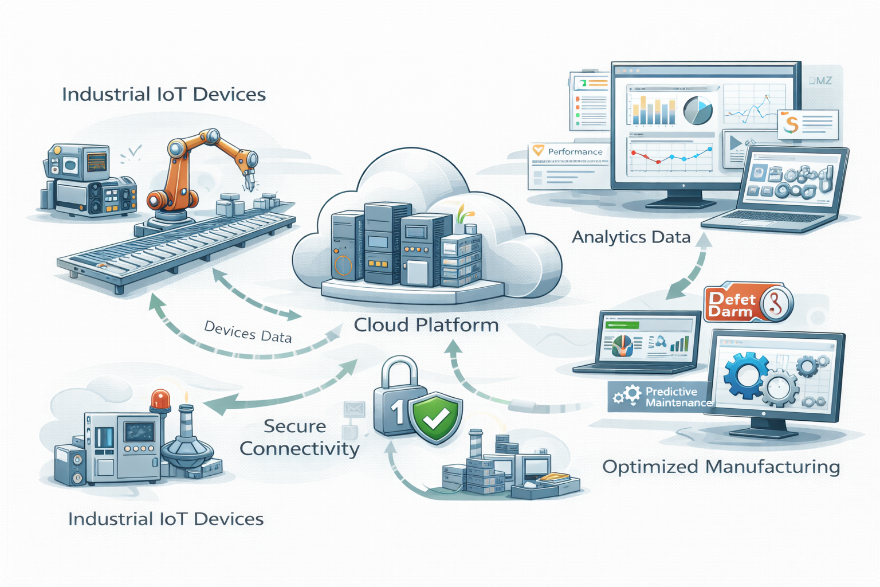 Industrial IoT Devices
MZ
Performance
Analytics Data
Defet
Darm
Devices Data
Cloud Platform
1
Predictive
Maintenance
Secure
Connectivity
Optimized Manufacturing
Industrial IoT Devices